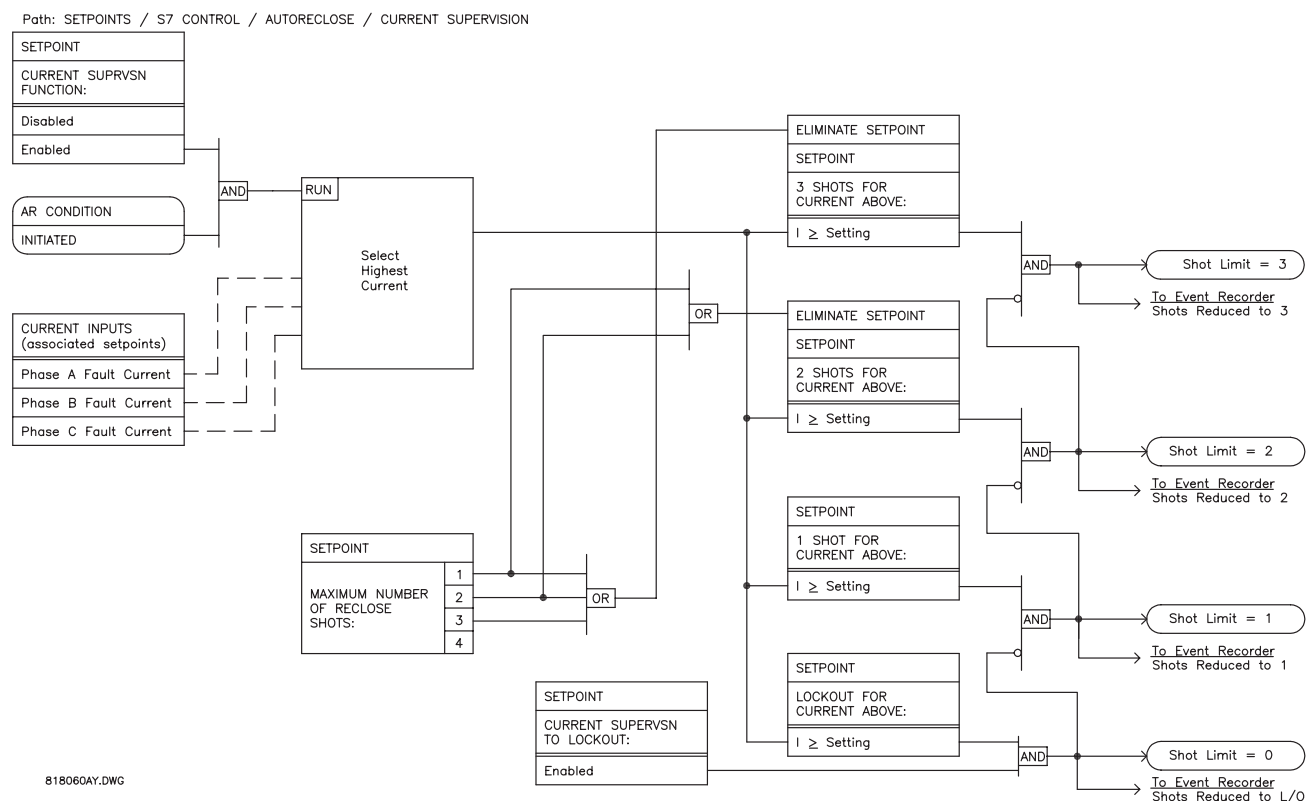 Path: SETPOINTS / S7 CONTROL / AUTORECLOSE / CURRENT SUPERVISION
SETPOINT
CURRENT SUPRVSN
FUNCTION:
Disabled
Enabled
AND
AR CONDITION
INITIATED
RUN
Select
Highest
Current
CURRENT INPUTS
(associated setpoints)
Phase A Fault Current
Phase B Fault Current
Phase C Fault Current
SETPOINT
MAXIMUM NUMBER
OF RECLOSE
SHOTS:
1
2
3
4
OR
OR
ELIMINATE SETPOINT
SETPOINT
3 SHOTS FOR
CURRENT ABOVE:
I ≥ Setting
AND
Shot Limit = 3
To Event Recorder
Shots Reduced to 3
ELIMINATE SETPOINT
SETPOINT
2 SHOTS FOR
CURRENT ABOVE:
I ≥ Setting
AND
Shot Limit = 2
To Event Recorder
Shots Reduced to 2
SETPOINT
1 SHOT FOR
CURRENT ABOVE:
I ≥ Setting
AND
Shot Limit = 1
To Event Recorder
Shots Reduced to 1
SETPOINT
CURRENT SUPERVSN
TO LOCKOUT:
Enabled
SETPOINT
LOCKOUT FOR
CURRENT ABOVE:
I ≥ Setting
AND
Shot Limit = 0
To Event Recorder
Shots Reduced to L/O
818060AY.DWG